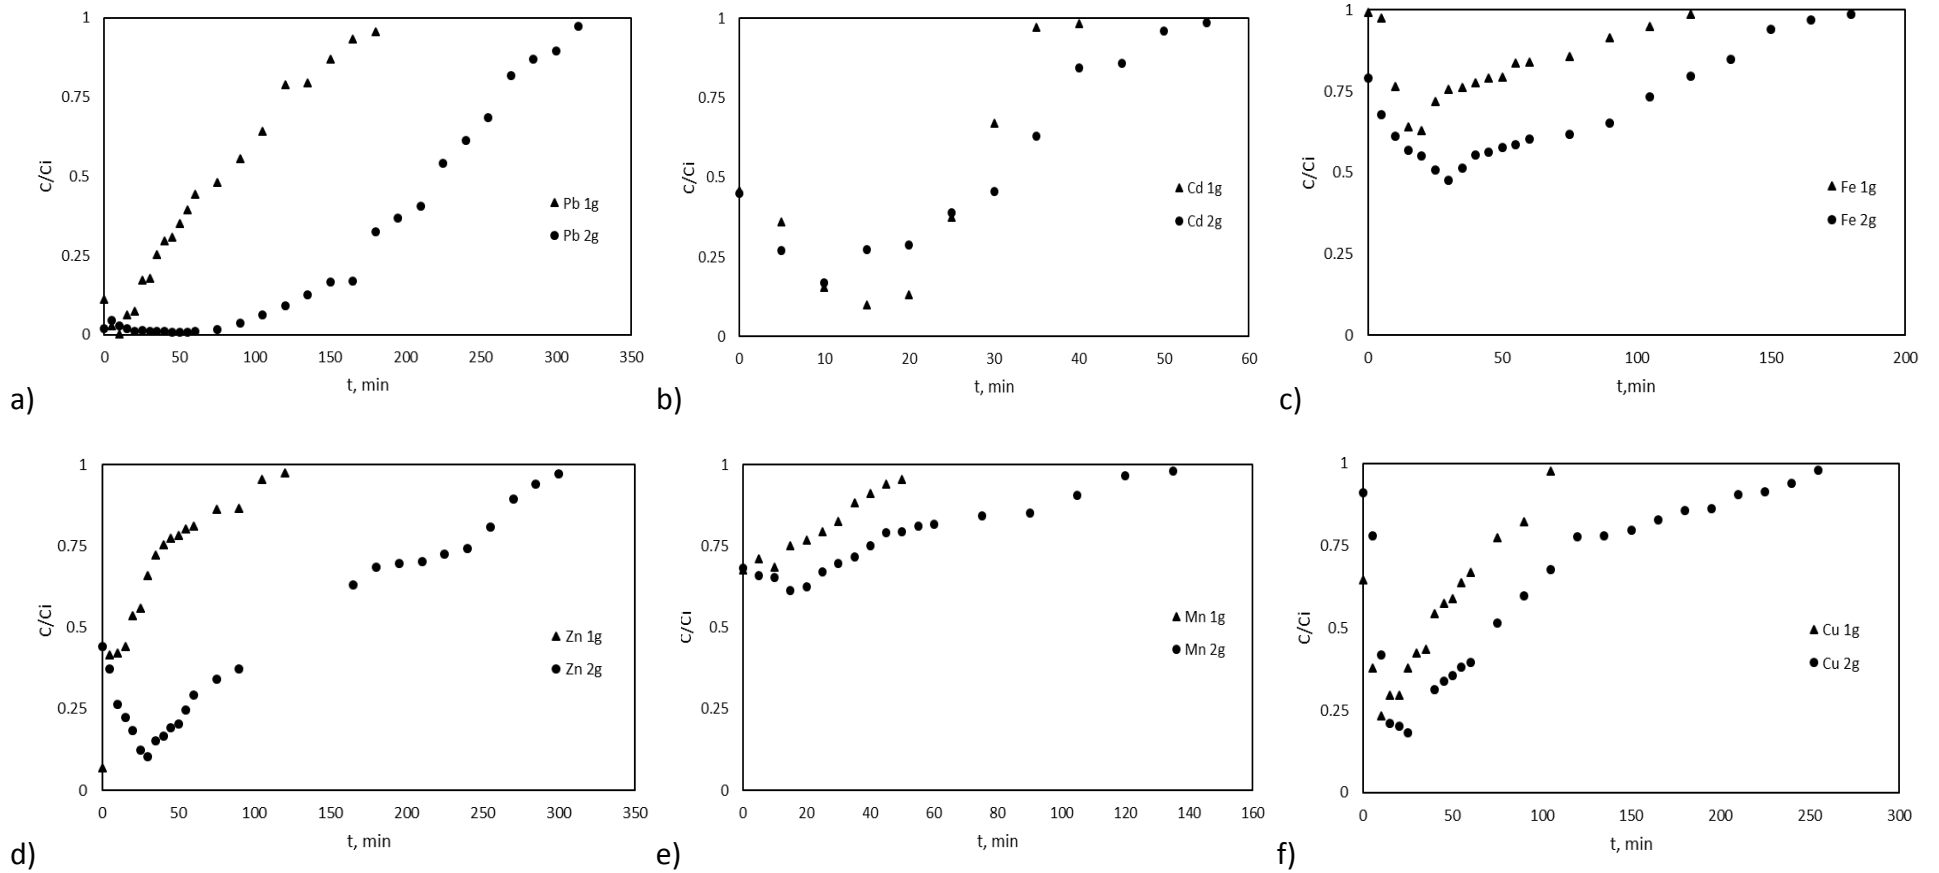 1
0.75
0.5
0.25
0
C/Ci
0 50 100 150 200 250 300 350
t, min
Pb 1g
Pb 2g
a)
1
0.75
0.5
0.25
0
C/Ci
0 10 20 30 40 50 60
t, min
Cd 1g
Cd 2g
b)
1
0.75
0.5
0.25
0
C/Ci
0 50 100 150 200
t,min
Fe 1g
Fe 2g
c)
1
0.75
0.5
0.25
0
C/Ci
0 50 100 150 200 250 300 350
t, min
Zn 1g
Zn 2g
d)
1
0.75
0.5
0.25
0
C/Ci
0 20 40 60 80 100 120 140 160
t, min
Mn 1g
Mn 2g
e)
1
0.75
0.5
0.25
0
C/Ci
0 50 100 150 200 250 300
t, min
Cu 1g
Cu 2g
f)